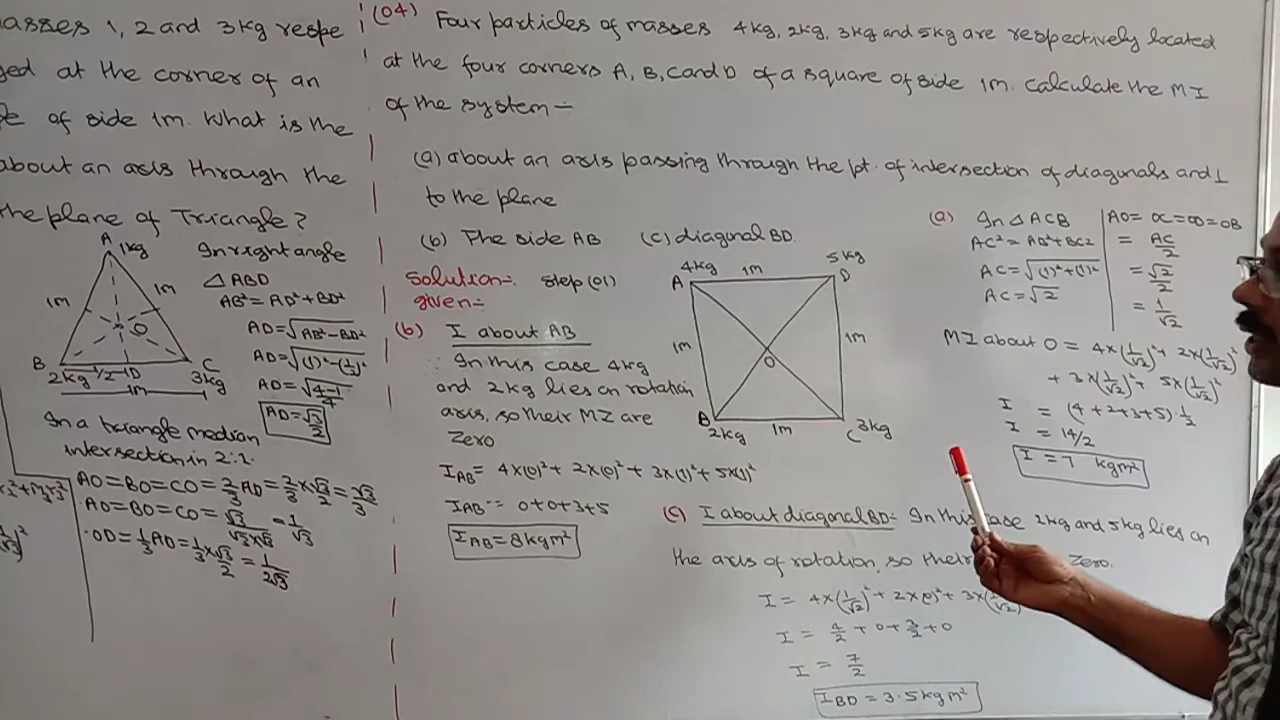 masses 1, 2 and 3kg respe
ged at the corner of an
of side 1m. What is the
about an axis through the
the plane of Triangle?
A
1kg
1m
1m
O
B
C
2kg
1/2
D
3kg
1m
In right angle
△ ABD
AB² = AD² + BD²
AD = √AB² - BD²
AD = √(1)² - (1/2)²
AD = √4-1/4
AD = √3/2
In a triangle median
intersection in 2:1.
AO = BO = CO = 2/3 AD = 2/3 × √3/2 = √3/3
AO = BO = CO = √3/√3×√3 = 1/√3
∴ OD = 1/3 AD = 1/3 × √3/2 = 1/2√3
(04) Four particles of masses 4kg, 2kg, 3kg and 5kg are respectively located
at the four corners A, B, C and D of a square of side 1m. Calculate the MI
of the system :-
(a) about an axis passing through the pt. of intersection of diagonals and ⊥
to the plane
(b) The side AB (c) diagonal BD.
Solution:- step (01)
given:-
(b) I about AB
∴ In this case 4kg
and 2kg lies on rotation
axis, so their MI are
Zero
I_AB = 4×(0)² + 2×(0)² + 3×(1)² + 5×(1)²
I_AB = 0+0+3+5
I_AB = 8 kgm²
4kg
1m
5kg
A
D
1m
1m
O
B
C
2kg
1m
3kg
(a) In △ ACB
AC² = AB² + BC²
AC = √(1)² + (1)²
AC = √2
AO = OC = OD = OB
= AC/2
= √2/2
= 1/√2
MI about O = 4×(1/√2)² + 2×(1/√2)²
+ 3×(1/√2)² + 5×(1/√2)²
I = (4+2+3+5)·1/2
I = 14/2
I = 7 kgm²
(c) I about diagonal BD:- In this case 2kg and 5kg lies on
the axis of rotation, so their Zero.
I = 4×(1/√2)² + 2×(0)² + 3×(1/√2)²
I = 4/2 + 0 + 3/2 + 0
I = 7/2
I_BD = 3.5 kgm²